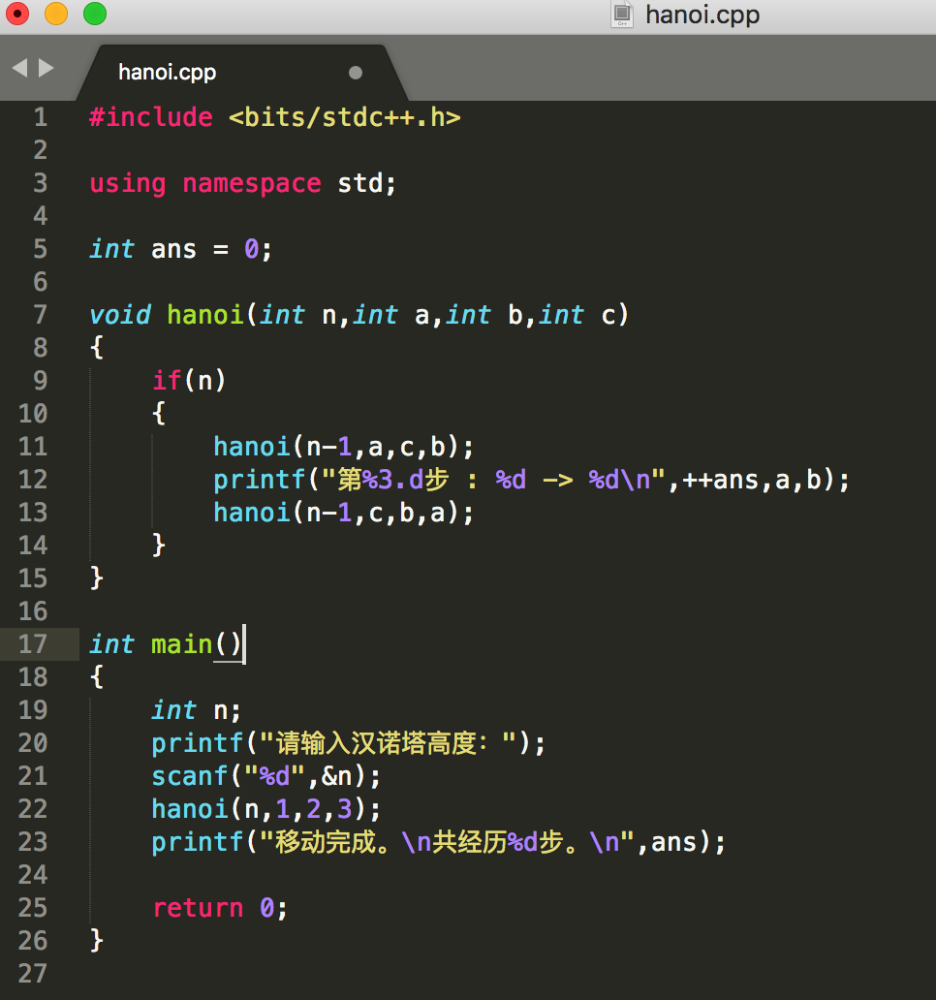 hanoi.cpp
hanoi.cpp
1 #include <bits/stdc++.h>
2
3 using namespace std;
4
5 int ans = 0;
6
7 void hanoi(int n,int a,int b,int c)
8 {
9     if(n)
10     {
11         hanoi(n-1,a,c,b);
12         printf("第%3.d步 : %d -> %d\n",++ans,a,b);
13         hanoi(n-1,c,b,a);
14     }
15 }
16
17 int main()
18 {
19     int n;
20     printf("请输入汉诺塔高度：");
21     scanf("%d",&n);
22     hanoi(n,1,2,3);
23     printf("移动完成。\n共经历%d步。\n",ans);
24
25     return 0;
26 }
27